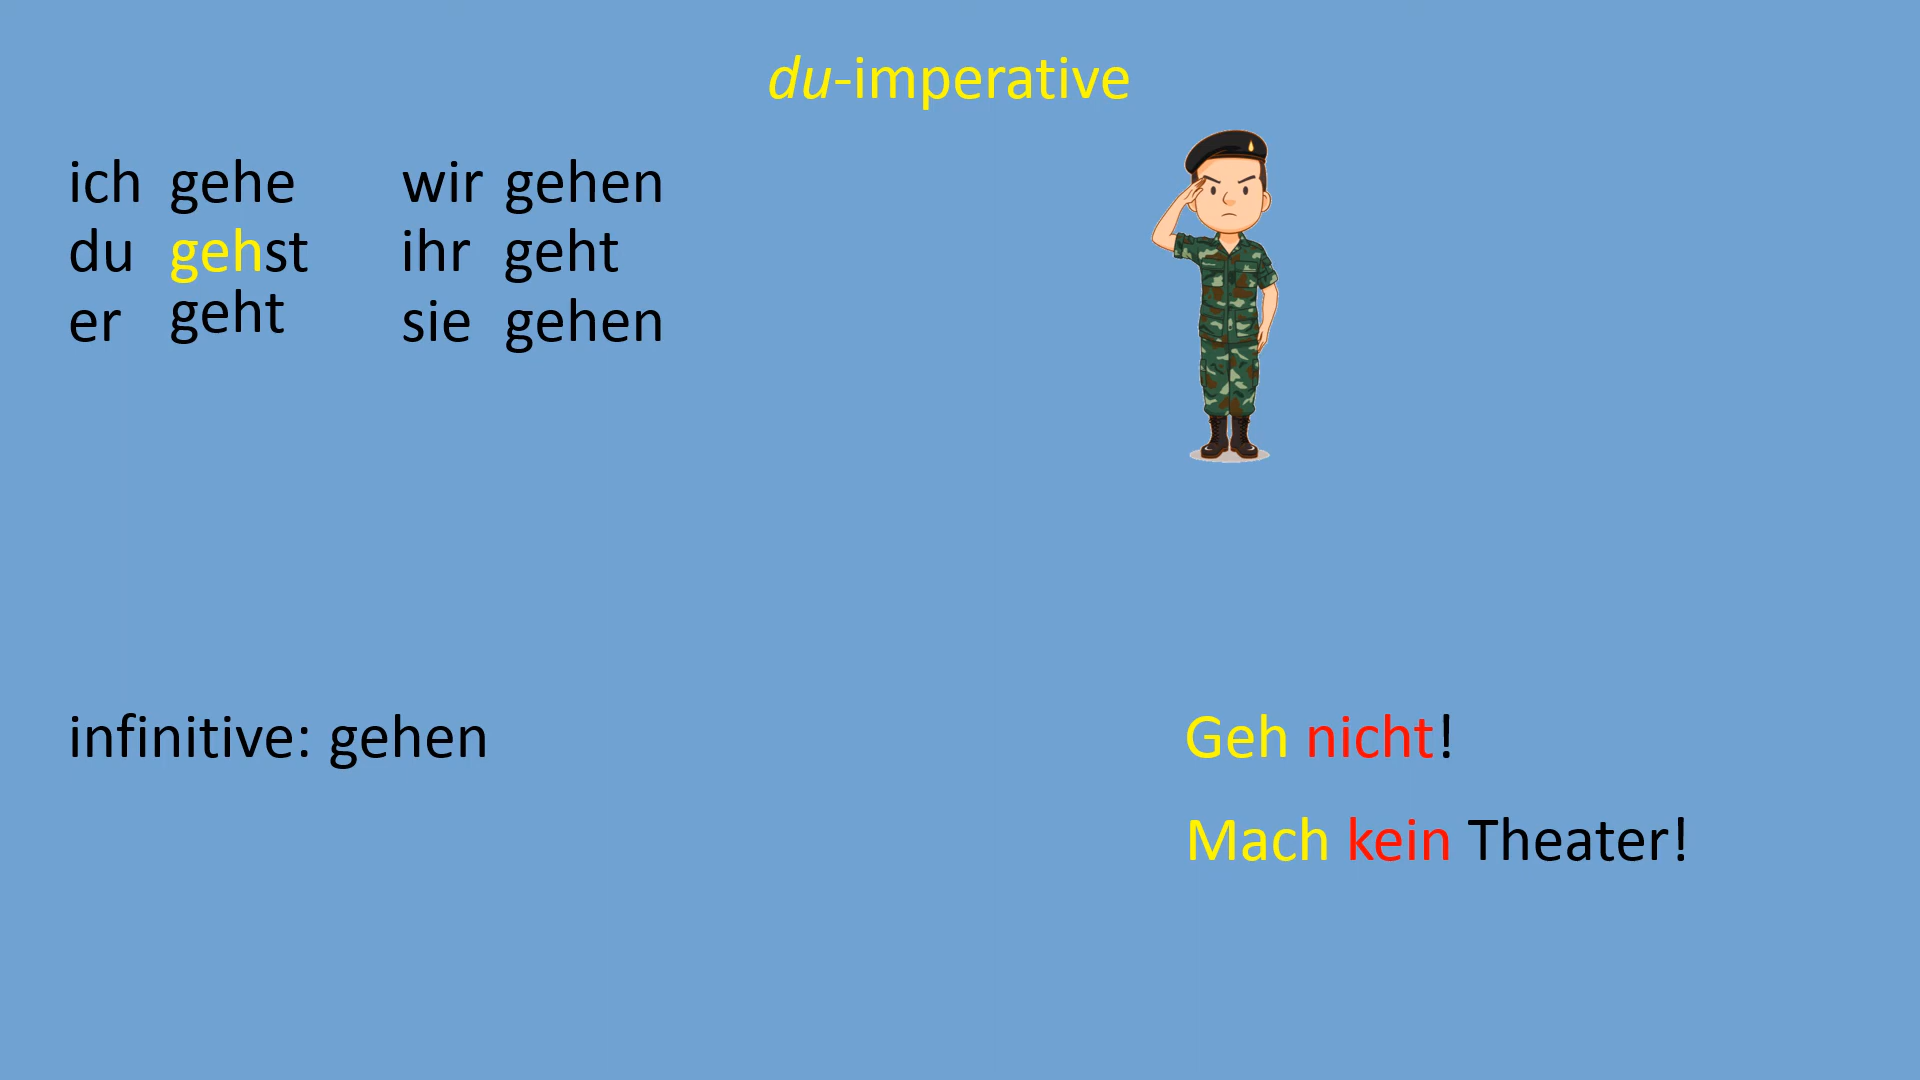 du-imperative
ich gehe wir gehen
du gehst ihr geht
er geht sie gehen
infinitive: gehen
Geh nicht!
Mach kein Theater!